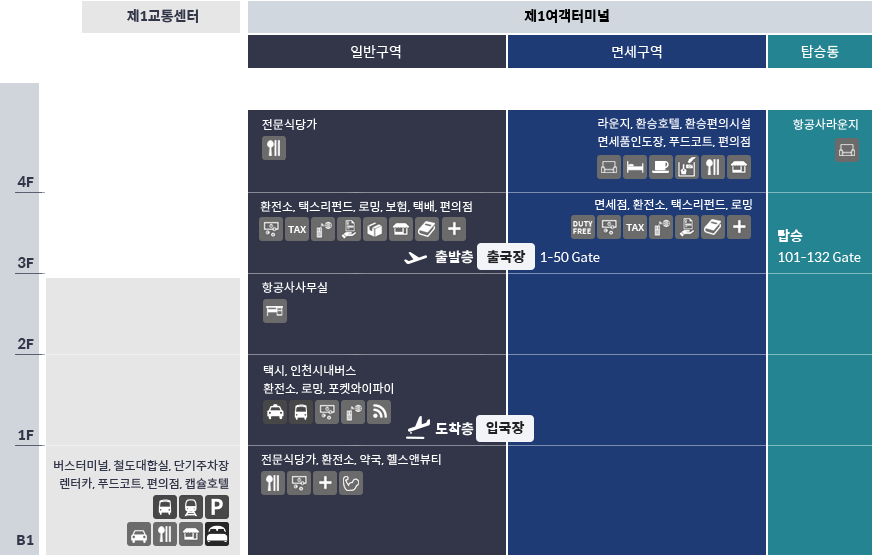 제1교통센터
제1여객터미널
일반구역
면세구역
탑승동
4F
전문식당가
라운지, 환승호텔, 환승편의시설
면세품인도장, 푸드코트, 편의점
항공사라운지
3F
환전소, 택스리펀드, 로밍, 보험, 택배, 편의점
TAX
출발층
출국장
면세점, 환전소, 택스리펀드, 로밍
DUTY
FREE
TAX
1-50 Gate
탑승
101-132 Gate
2F
항공사사무실
1F
택시, 인천시내버스
환전소, 로밍, 포켓와이파이
도착층
입국장
B1
버스터미널, 철도대합실, 단기주차장
렌터카, 푸드코트, 편의점, 캡슐호텔
P
전문식당가, 환전소, 약국, 헬스앤뷰티